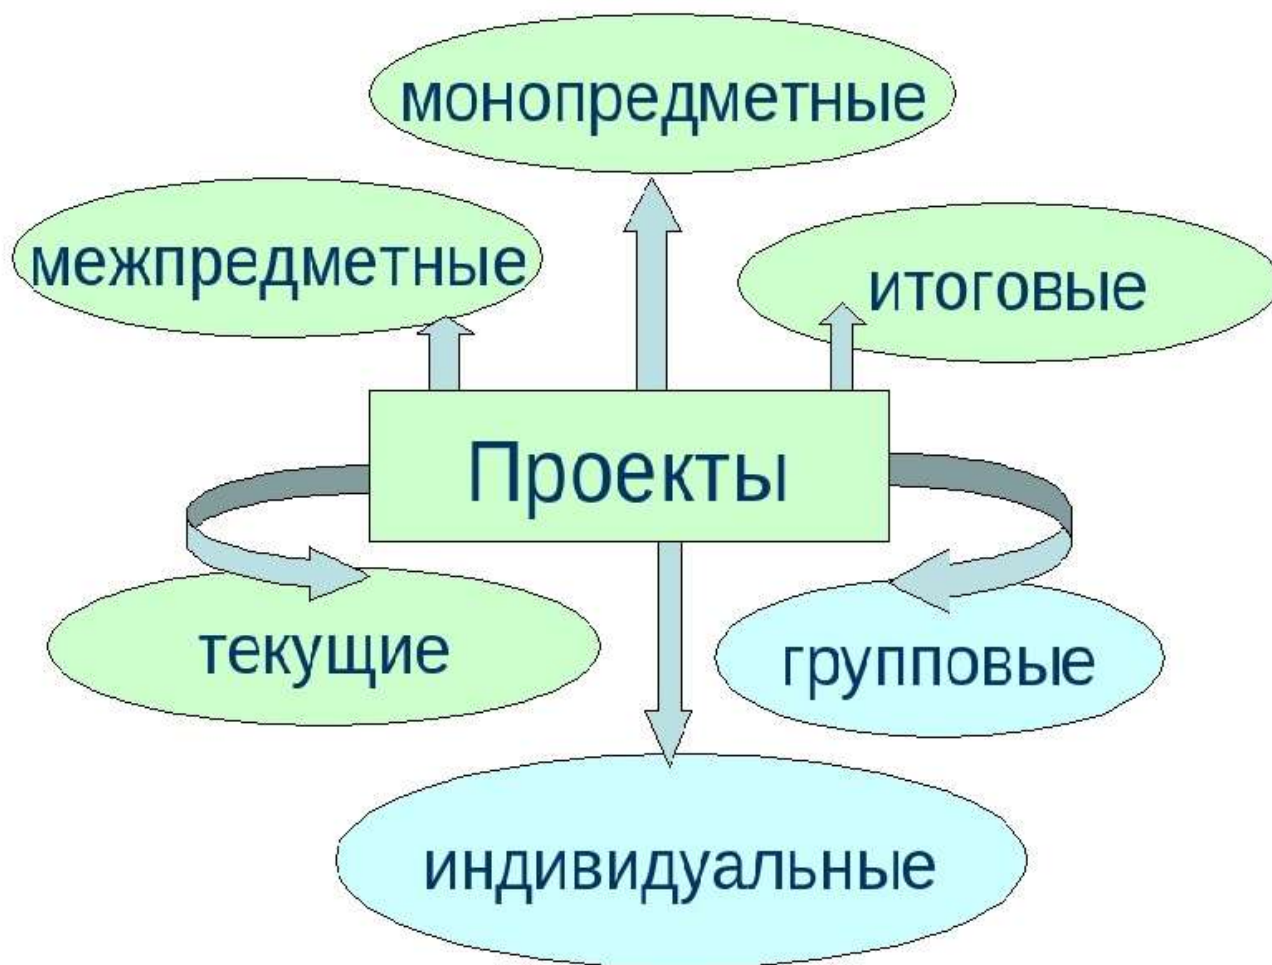 монопредметные
межпредметные
итоговые
Проекты
текущие
групповые
индивидуальные